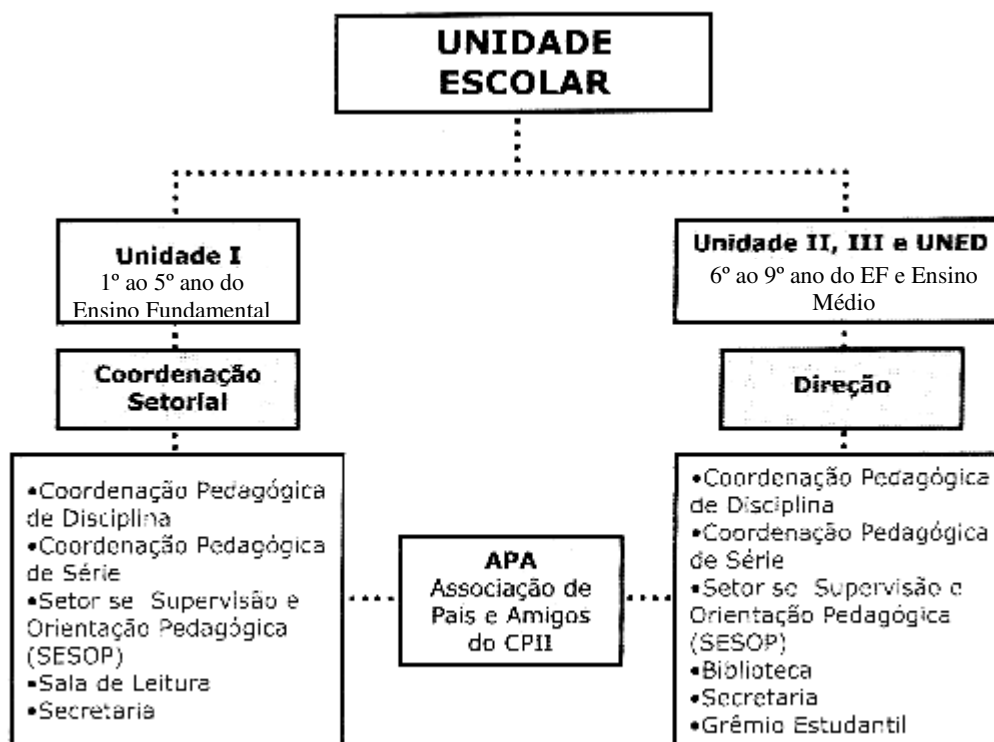 UNIDADE
ESCOLAR
Unidade I
1º ao 5º ano do
Ensino Fundamental
Unidade II, III e UNED
6º ao 9º ano do EF e Ensino
Médio
Coordenação
Setorial
Direção
•Coordenação Pedagógica
de Disciplina
•Coordenação Pedagógica
de Série
•Setor se Supervisão e
Orientação Pedagógica
(SESOP)
•Sala de Leitura
•Secretaria
APA
Associação de
Pais e Amigos
do CPII
•Coordenação Pedagógica
de Disciplina
•Coordenação Pedagógica
de Série
•Setor se Supervisão e
Orientação Pedagógica
(SESOP)
•Biblioteca
•Secretaria
•Grêmio Estudantil